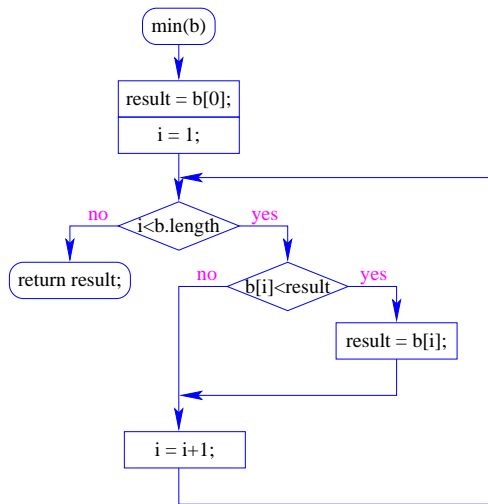 min(b)
result = b[0];
i = 1;
no
i<b.length
yes
return result;
no
b[i]<result
yes
result = b[i];
i = i+1;